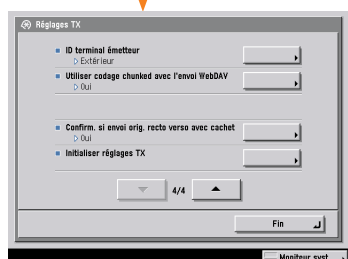 Réglages TX
ID terminal émetteur
Extérieur
Utiliser codage chunked avec l'envoi WebDAV
Oui
Confirm. si envoi orig. recto verso avec cachet
Oui
Initialiser réglages TX
4/4
Fin
Moniteur syst.